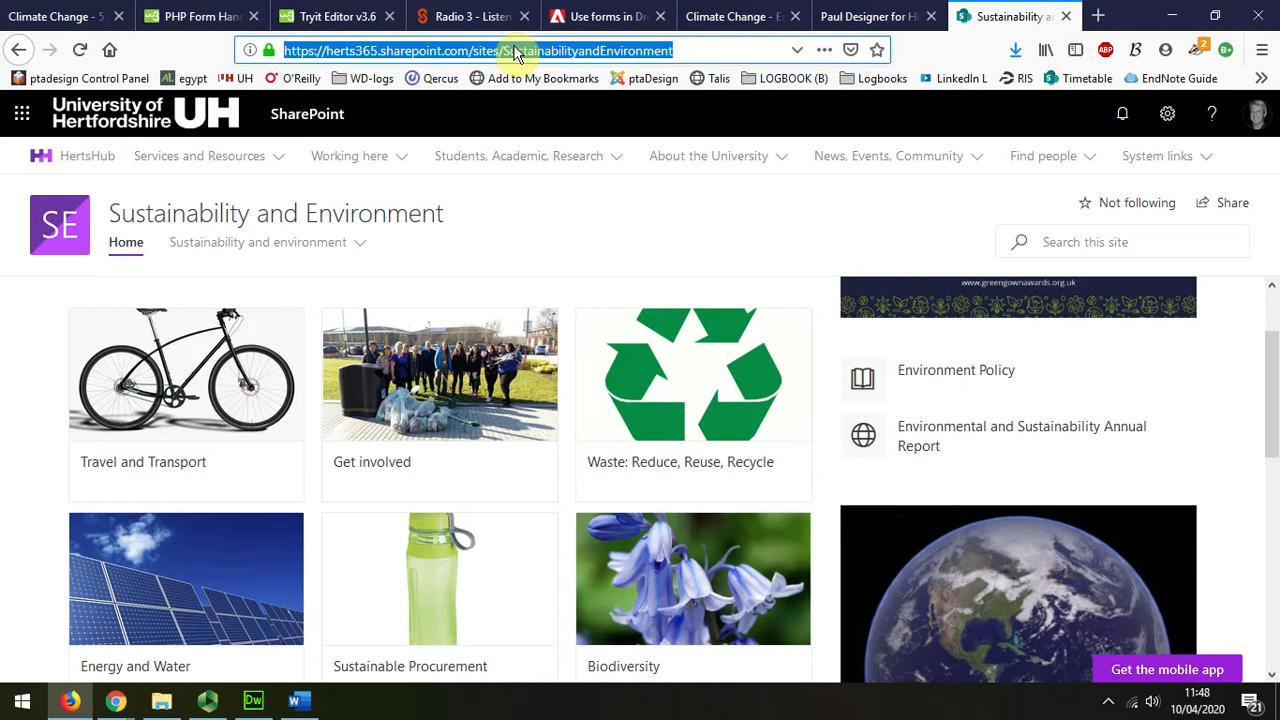 Climate Change - 5
PHP Form Han
Tryit Editor v3.6
Radio 3 - Listen
Use forms in Dr
Climate Change - E
Paul Designer for Hi
Sustainability a
https://herts365.sharepoint.com/sites/SustainabilityandEnvironment
2
ABP
ptadesign Control Panel
AL egypt
UH
O'Reilly
WD-logs
Qercus
Add to My Bookmarks
ptaDesign
Talis
LOGBOOK (B)
Logbooks
LinkedIn L
RIS
Timetable
EndNote Guide
University of
Hertfordshire UH
SharePoint
HertsHub
Services and Resources
Working here
Students, Academic, Research
About the University
News, Events, Community
Find people
System links
SE
Sustainability and Environment
Not following
Share
Home
Sustainability and environment
Search this site
www.greengownawards.org.uk
Travel and Transport
Get involved
Waste: Reduce, Reuse, Recycle
Environment Policy
Environmental and Sustainability Annual
Report
Energy and Water
Sustainable Procurement
Biodiversity
Get the mobile app
Dw
11:48
10/04/2020
21